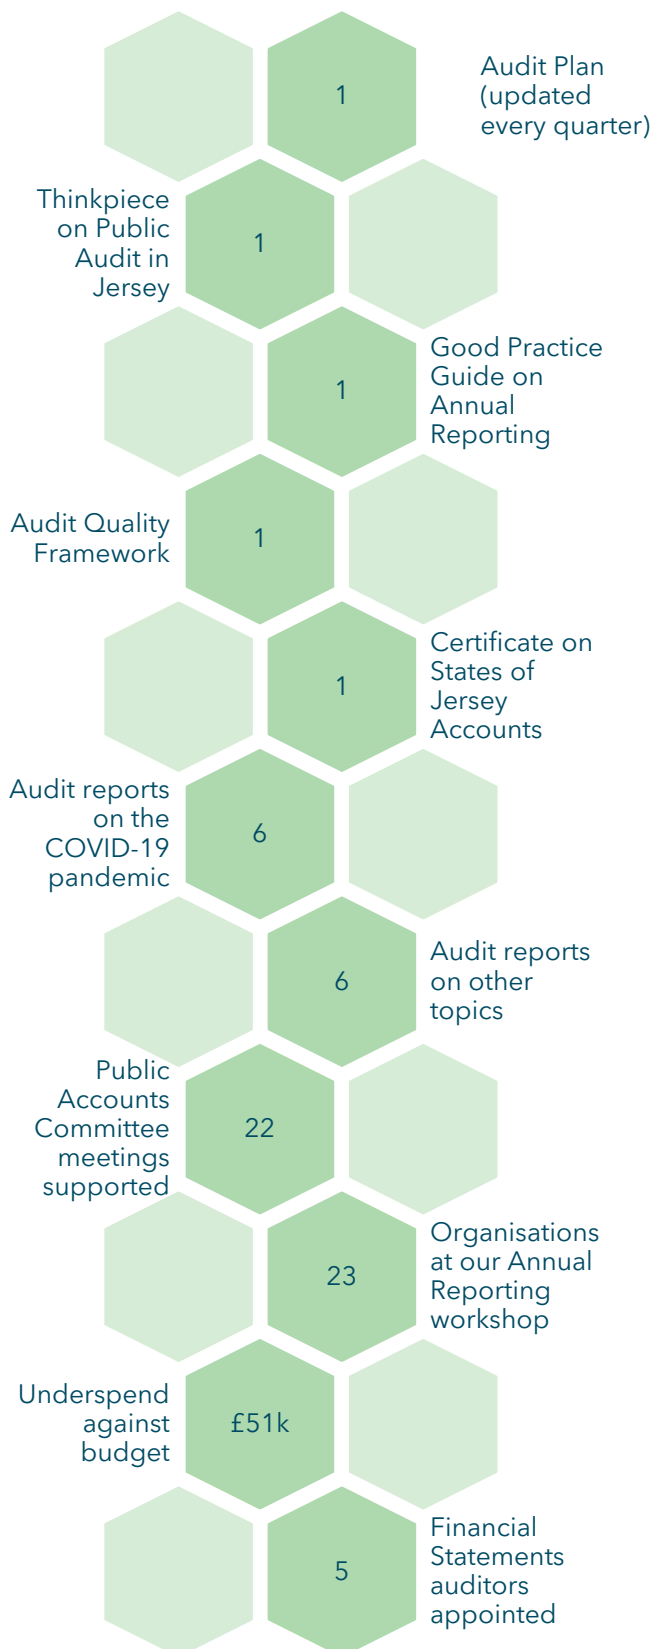 1
Audit Plan
(updated
every quarter)
Thinkpiece
on Public
Audit in
Jersey
1
1
Good Practice
Guide on
Annual
Reporting
Audit Quality
Framework
1
1
Certificate on
States of
Jersey
Accounts
Audit reports
on the
COVID-19
pandemic
6
6
Audit reports
on other
topics
Public
Accounts
Committee
meetings
supported
22
23
Organisations
at our Annual
Reporting
workshop
Underspend
against
budget
£51k
5
Financial
Statements
auditors
appointed